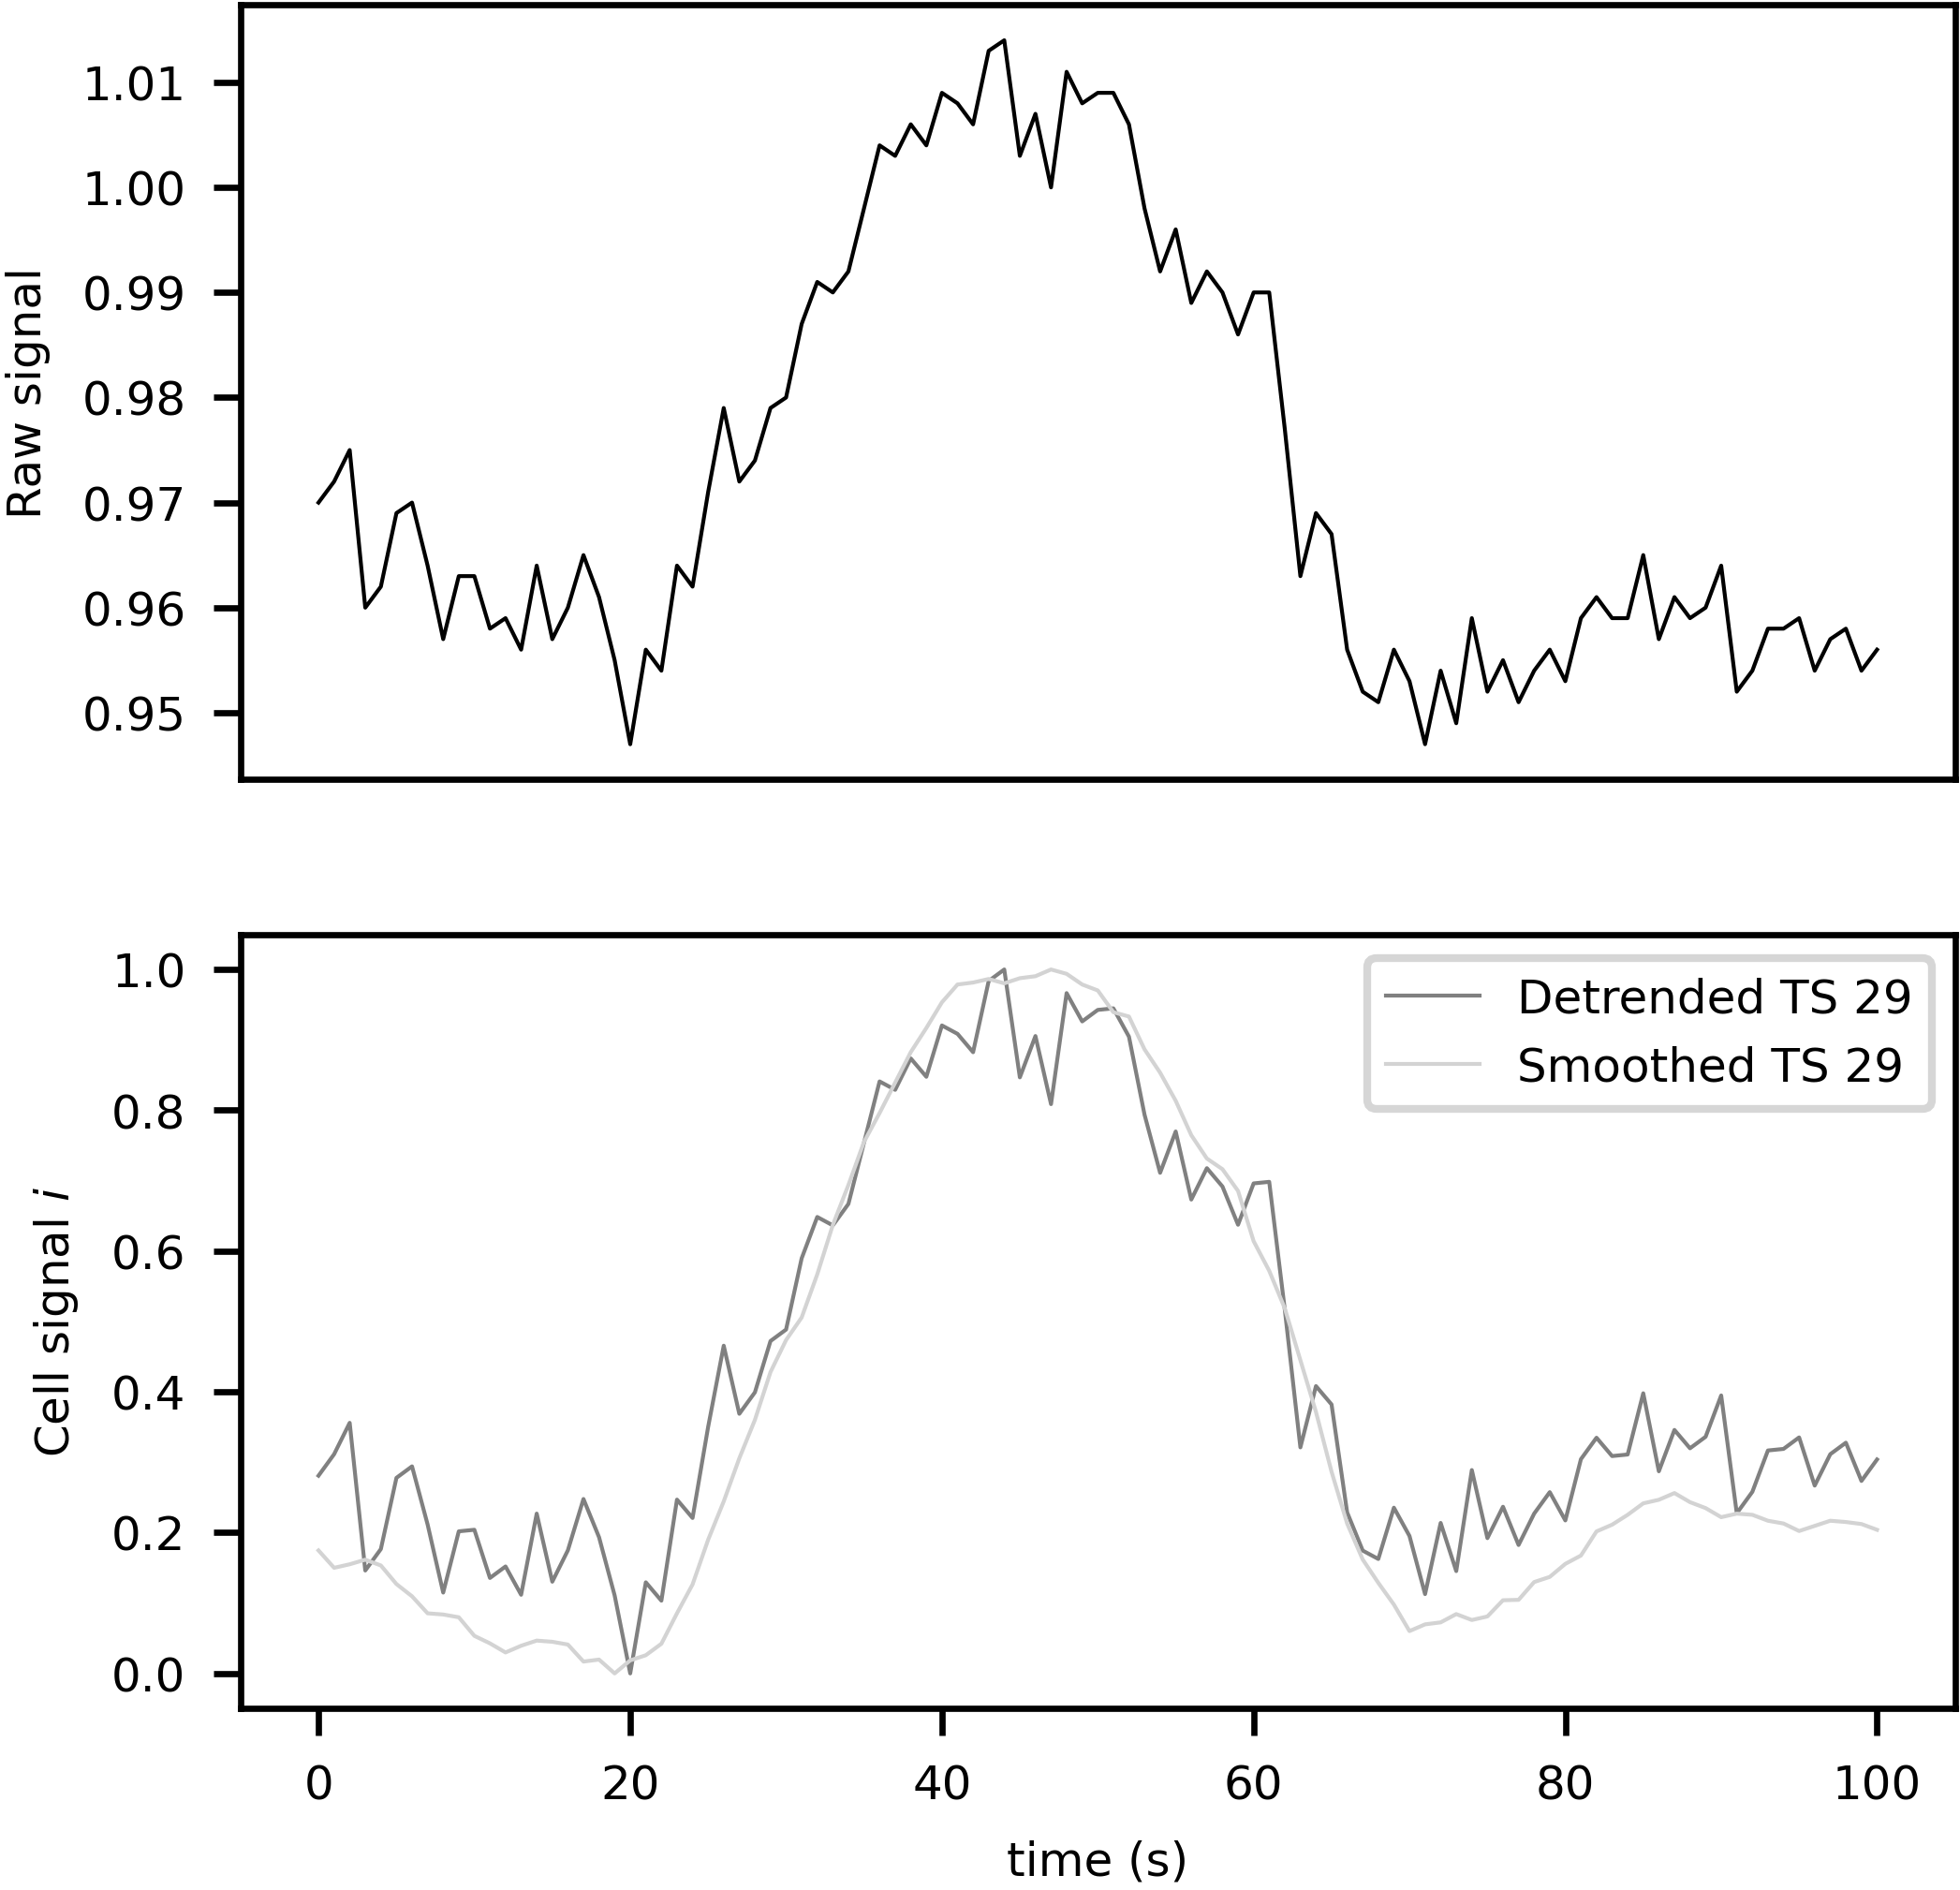 Raw signal
1.01
1.00
0.99
0.98
0.97
0.96
0.95
Cell signal i
1.0
0.8
0.6
0.4
0.2
0.0
Detrended TS 29
Smoothed TS 29
0 20 40 60 80 100
time (s)